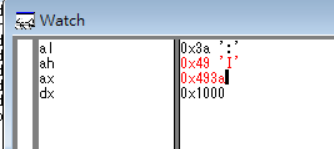 Watch
al 0x3a ':'
ah 0x49 'I'
ax 0x493a
dx 0x1000